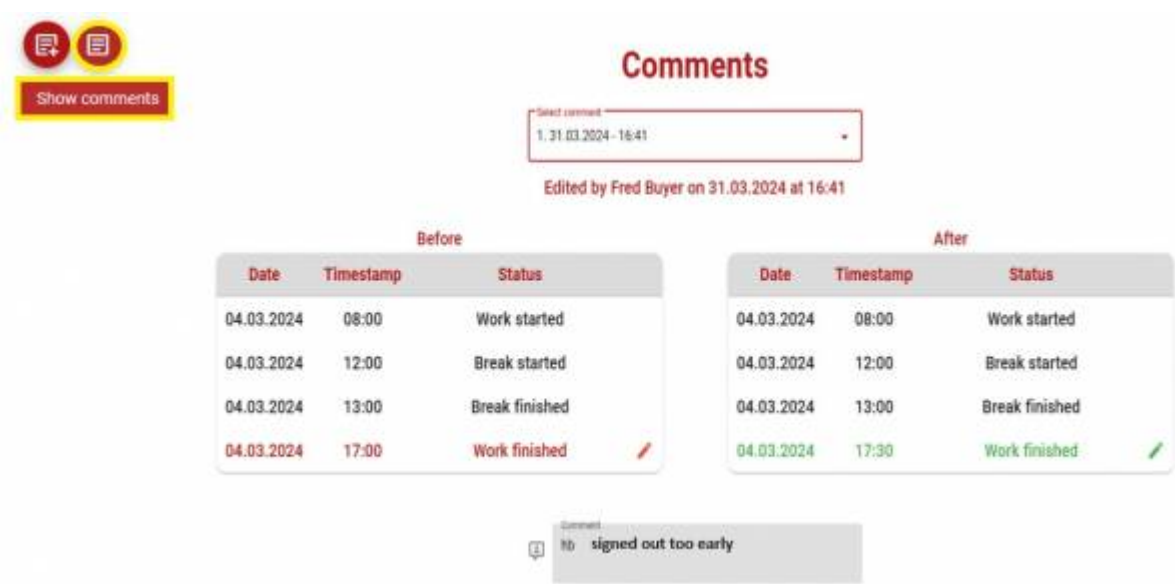 Show comments
Comments
Select comment
1. 31.03.2024 - 16:41
Edited by Fred Buyer on 31.03.2024 at 16:41
Before
Date Timestamp Status
04.03.2024 08:00 Work started
04.03.2024 12:00 Break started
04.03.2024 13:00 Break finished
04.03.2024 17:00 Work finished
After
Date Timestamp Status
04.03.2024 08:00 Work started
04.03.2024 12:00 Break started
04.03.2024 13:00 Break finished
04.03.2024 17:30 Work finished
Comment
signed out too early